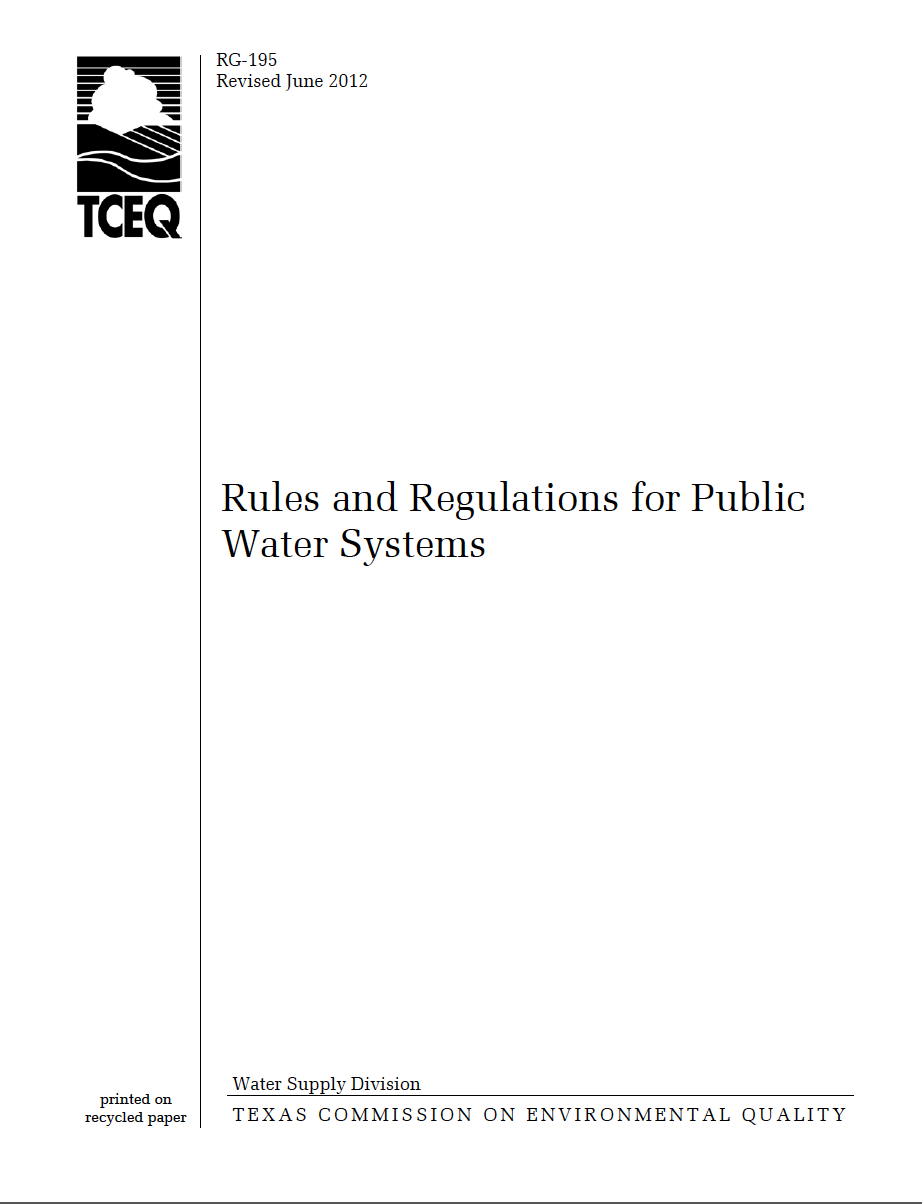 RG-195
Revised June 2012
TCEQ
Rules and Regulations for Public
Water Systems
Water Supply Division
printed on
recycled paper
TEXAS COMMISSION ON ENVIRONMENTAL QUALITY